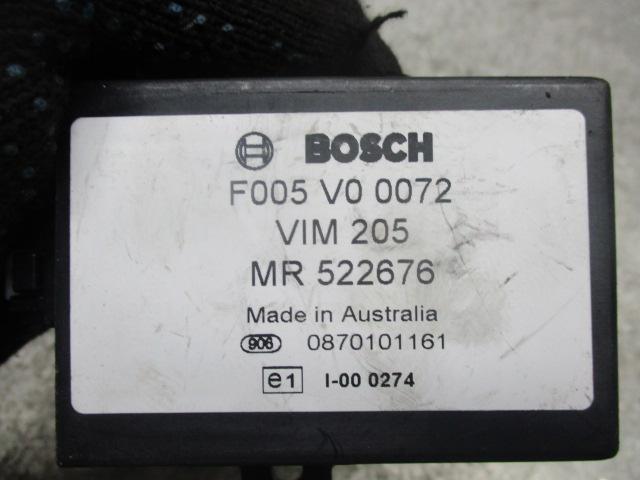 BOSCH
F005 V0 0072
VIM 205
MR 522676
Made in Australia
906 0870101161
e1 I-00 0274